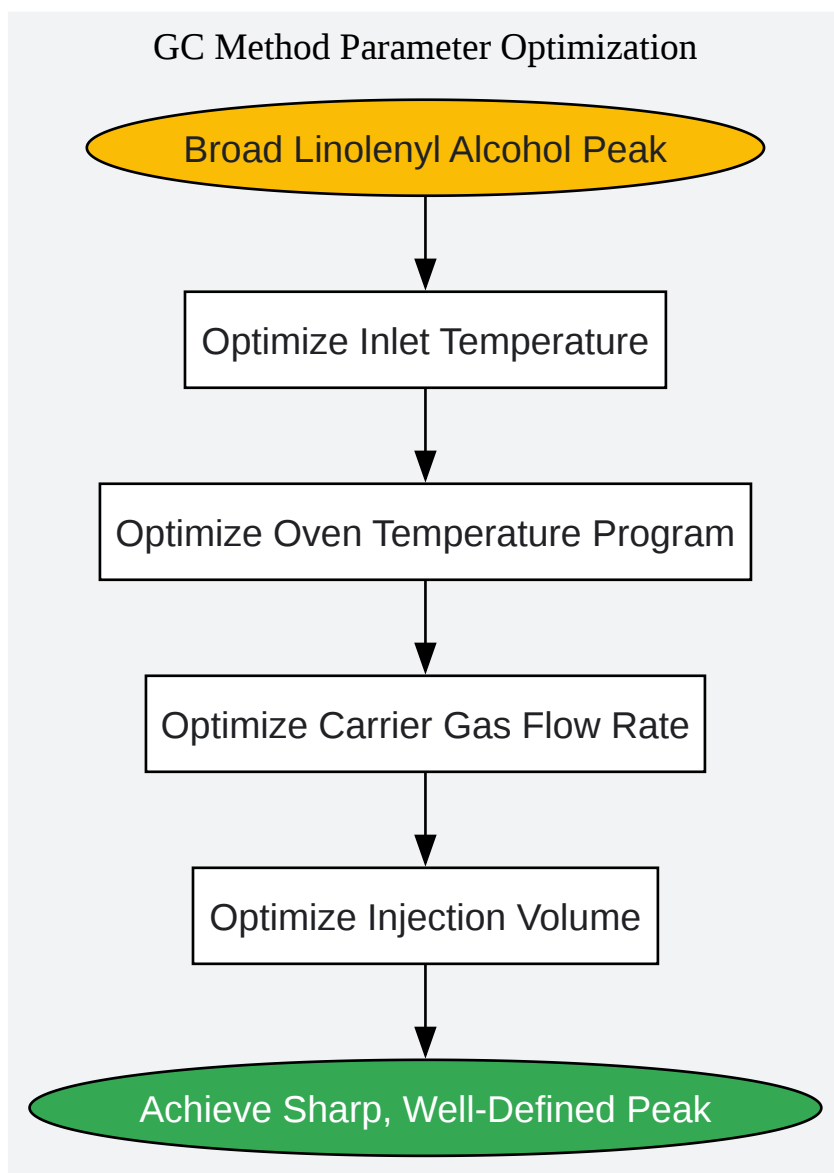 GC Method Parameter Optimization
Broad Linolenyl Alcohol Peak
Optimize Inlet Temperature
Optimize Oven Temperature Program
Optimize Carrier Gas Flow Rate
Optimize Injection Volume
Achieve Sharp, Well-Defined Peak